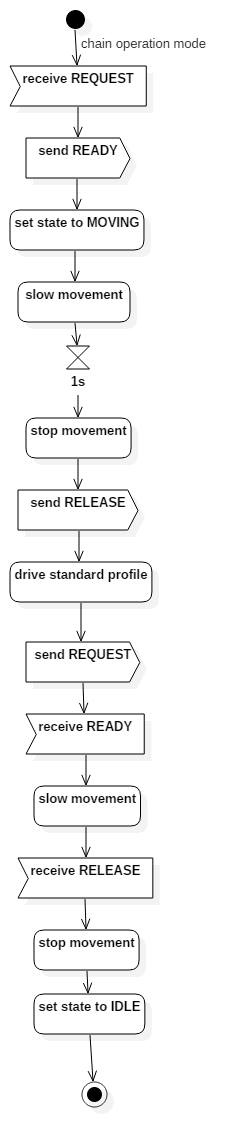 chain operation mode
receive REQUEST
send READY
set state to MOVING
slow movement
1s
stop movement
send RELEASE
drive standard profile
send REQUEST
receive READY
slow movement
receive RELEASE
stop movement
set state to IDLE